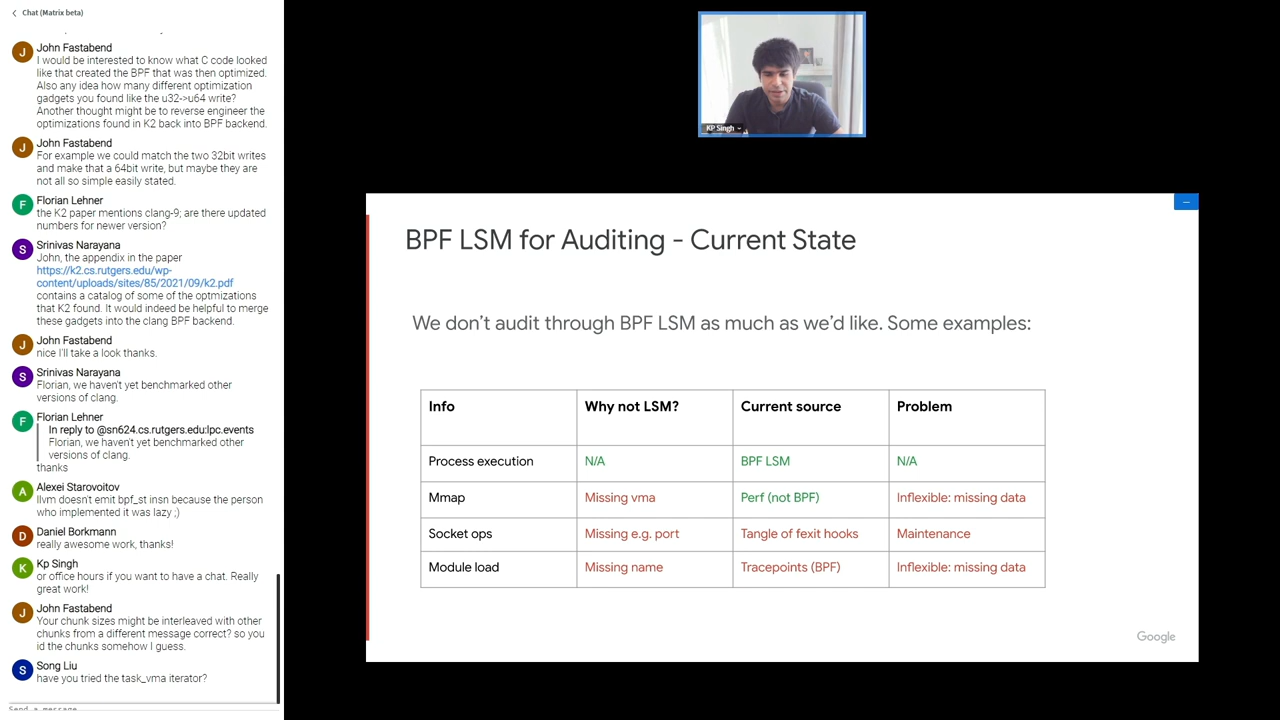 Chat (Matrix beta)
J
John Fastabend
I would be interested to know what C code looked
like that created the BPF that was then optimized.
Also any idea how many different optimization
gadgets you found like the u32->u64 write?
Another thought might be to reverse engineer the
optimizations found in K2 back into BPF backend.
J
John Fastabend
For example we could match the two 32bit writes
and make that a 64bit write, but maybe they are
not all so simple easily stated.
F
Florian Lehner
the K2 paper mentions clang-9; are there updated
numbers for newer version?
S
Srinivas Narayana
John, the appendix in the paper
https://k2.cs.rutgers.edu/wp-
content/uploads/sites/85/2021/09/k2.pdf
contains a catalog of some of the optmizations
that K2 found. It would indeed be helpful to merge
these gadgets into the clang BPF backend.
J
John Fastabend
nice I'll take a look thanks.
S
Srinivas Narayana
Florian, we haven't yet benchmarked other
versions of clang.
F
Florian Lehner
In reply to @sn624.cs.rutgers.edu:lpc.events
Florian, we haven't yet benchmarked other
versions of clang.
thanks
A
Alexei Starovoitov
llvm doesn't emit bpf_st insn because the person
who implemented it was lazy ;)
D
Daniel Borkmann
really awesome work, thanks!
K
Kp Singh
or office hours if you want to have a chat. Really
great work!
J
John Fastabend
Your chunk sizes might be interleaved with other
chunks from a different message correct? so you
id the chunks somehow I guess.
S
Song Liu
have you tried the task_vma iterator?
Send a message
KP Singh
BPF LSM for Auditing - Current State
We don't audit through BPF LSM as much as we'd like. Some examples:
Info Why not LSM? Current source Problem
Process execution N/A BPF LSM N/A
Mmap Missing vma Perf (not BPF) Inflexible: missing data
Socket ops Missing e.g. port Tangle of fexit hooks Maintenance
Module load Missing name Tracepoints (BPF) Inflexible: missing data
Google